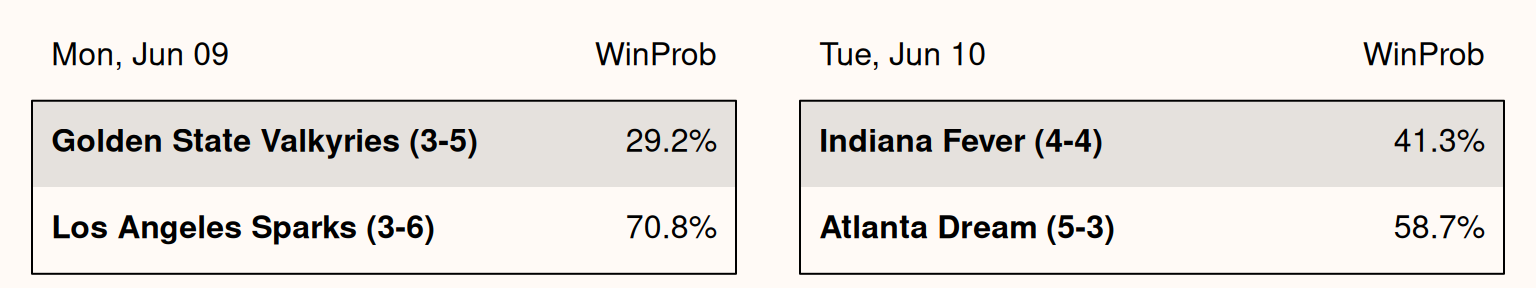 Mon, Jun 09 WinProb
Golden State Valkyries (3-5) 29.2%
Los Angeles Sparks (3-6) 70.8%
Tue, Jun 10 WinProb
Indiana Fever (4-4) 41.3%
Atlanta Dream (5-3) 58.7%